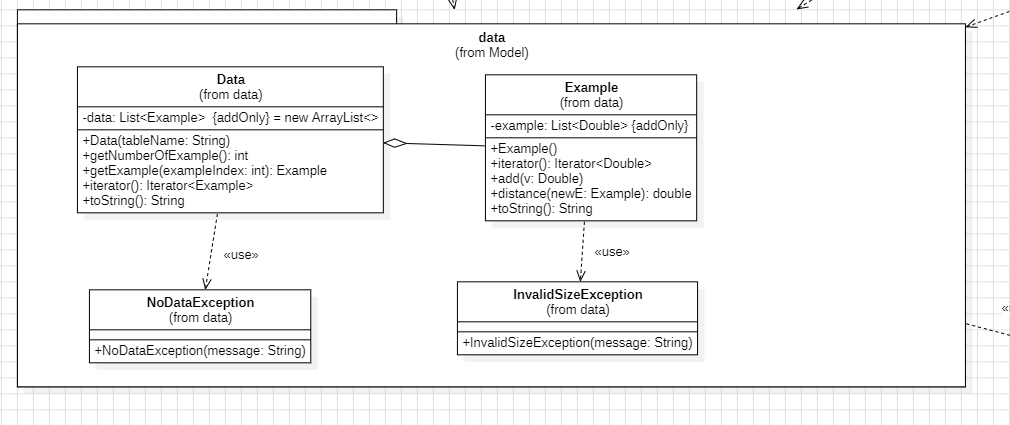 data
(from Model)
Data
(from data)
-data: List<Example> {addOnly} = new ArrayList<>
+Data(tableName: String)
+getNumberOfExample(): int
+getExample(exampleIndex: int): Example
+iterator(): Iterator<Example>
+toString(): String
Example
(from data)
-example: List<Double> {addOnly}
+Example()
+iterator(): Iterator<Double>
+add(v: Double)
+distance(newE: Example): double
+toString(): String
«use»
«use»
NoDataException
(from data)
+NoDataException(message: String)
InvalidSizeException
(from data)
+InvalidSizeException(message: String)